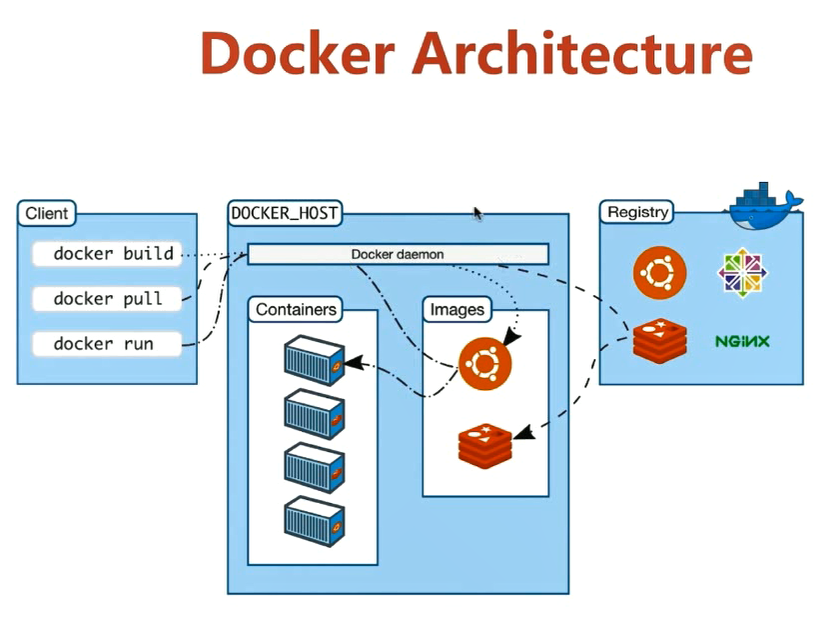 Docker Architecture
Client
DOCKER_HOST
Registry
docker build
Docker daemon
docker pull
Containers
Images
docker run
NGINX